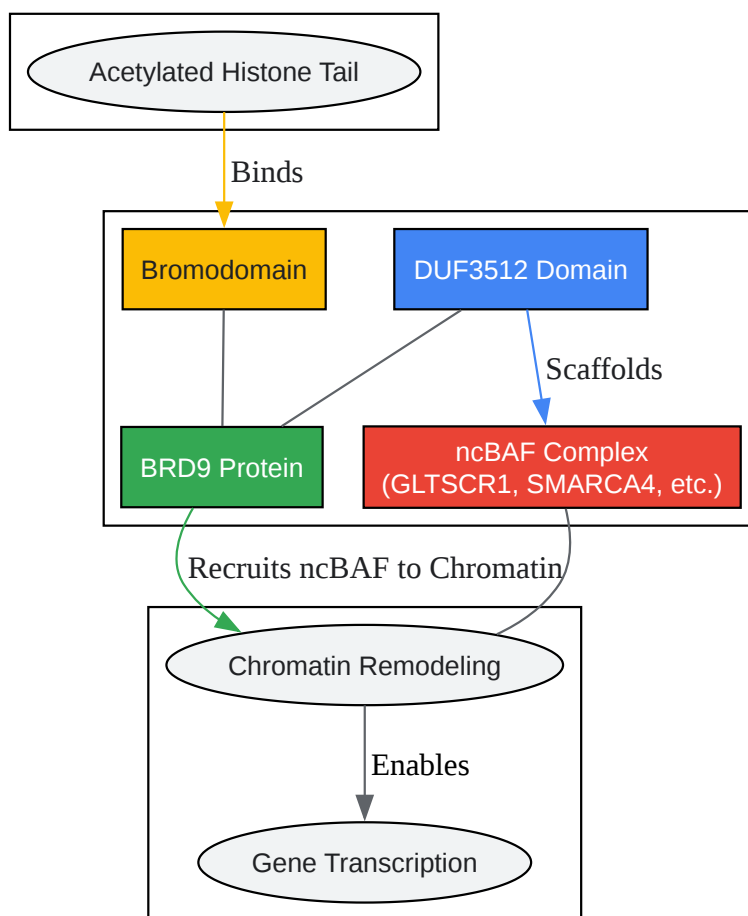 Acetylated Histone Tail
Binds
Bromodomain
DUF3512 Domain
Scaffolds
BRD9 Protein
ncBAF Complex
(GLTSCR1, SMARCA4, etc.)
Recruits ncBAF to Chromatin
Chromatin Remodeling
Enables
Gene Transcription